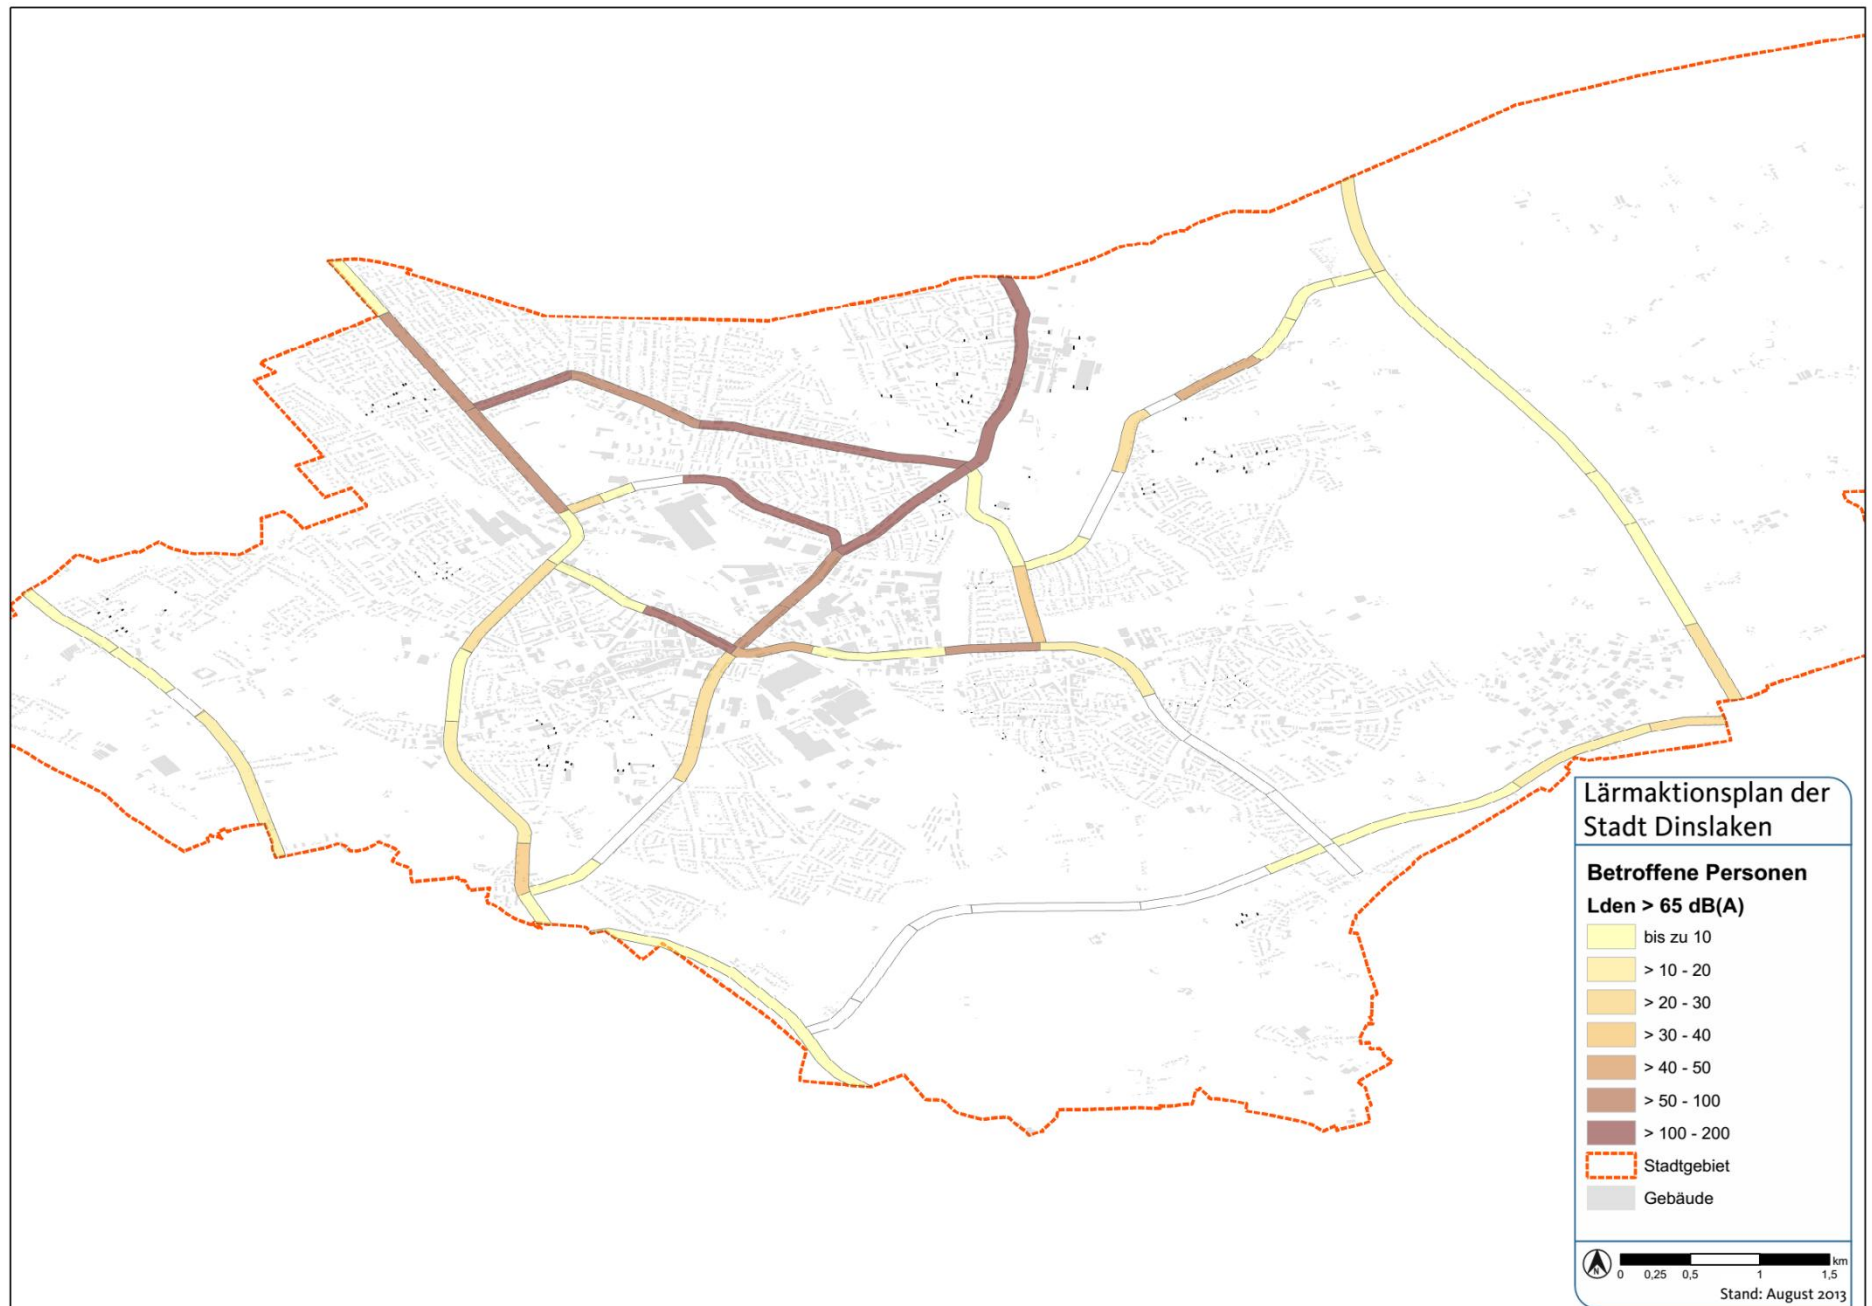 Lärmaktionsplan der
Stadt Dinslaken
Betroffene Personen
Lden > 65 dB(A)
bis zu 10
> 10 - 20
> 20 - 30
> 30 - 40
> 40 - 50
> 50 - 100
> 100 - 200
Stadtgebiet
Gebäude
N
km
0 0,25 0,5 1 1,5
Stand: August 2013